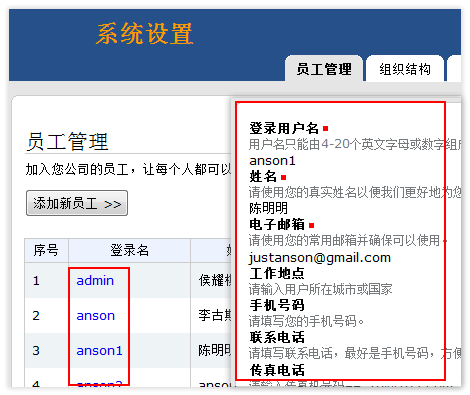 系统设置
员工管理
组织结构
员工管理
加入您公司的员工，让每个人都可以
添加新员工 >>
序号
登录名
1
admin
侯耀
2
anson
李古
3
anson1
陈明
4
anson2
anson
登录用户名
用户名只能由4-20个英文字母或数字组
anson1
姓名
请使用您的真实姓名以便我们更好地为您
陈明明
电子邮箱
请使用您的常用邮箱并确保可以使用。
justanson@gmail.com
工作地点
请输入用户所在城市或国家
手机号码
请填写您的手机号码。
联系电话
请填写联系电话，最好是手机号码，方便
传真电话